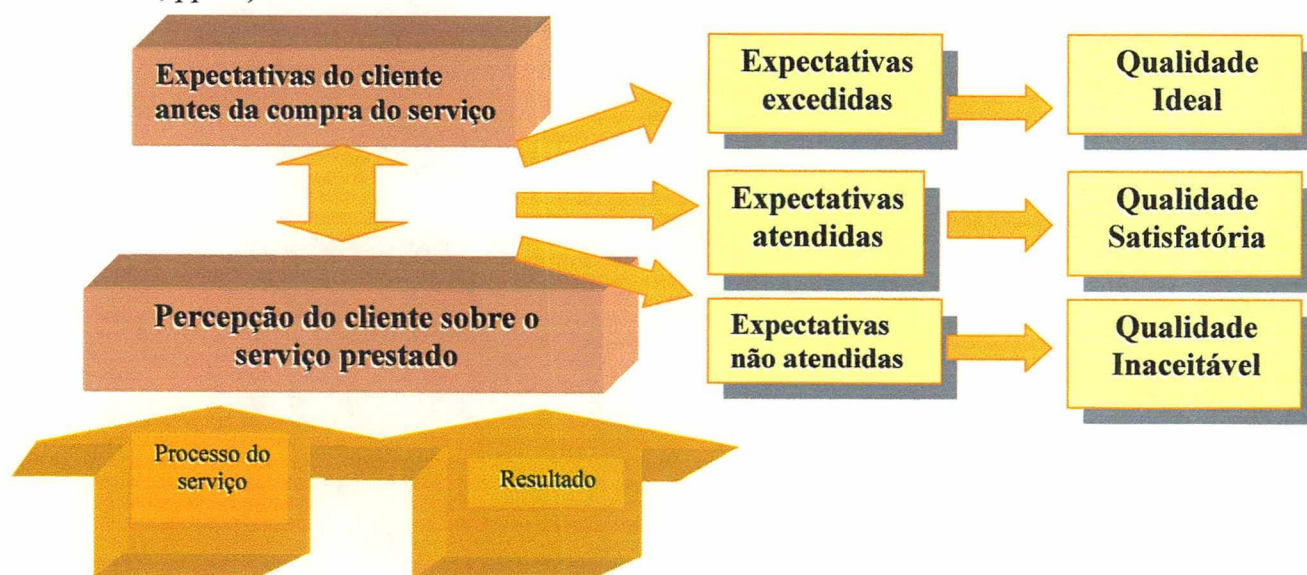 Expectativas do cliente
antes da compra do serviço
Expectativas
excedidas
Qualidade
Ideal
Expectativas
atendidas
Qualidade
Satisfatória
Percepção do cliente sobre o
serviço prestado
Expectativas
não atendidas
Qualidade
Inaceitável
Processo do
serviço
Resultado